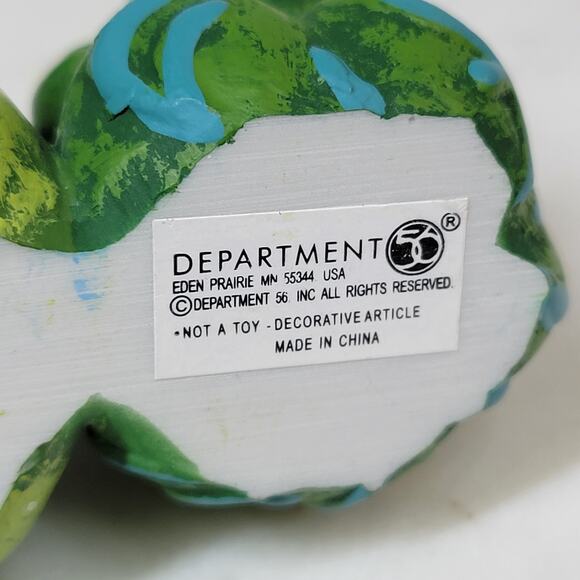 DEPARTMENT 56 ®
EDEN PRAIRIE MN 55344 USA
© DEPARTMENT 56, INC ALL RIGHTS RESERVED.
•NOT A TOY - DECORATIVE ARTICLE
MADE IN CHINA